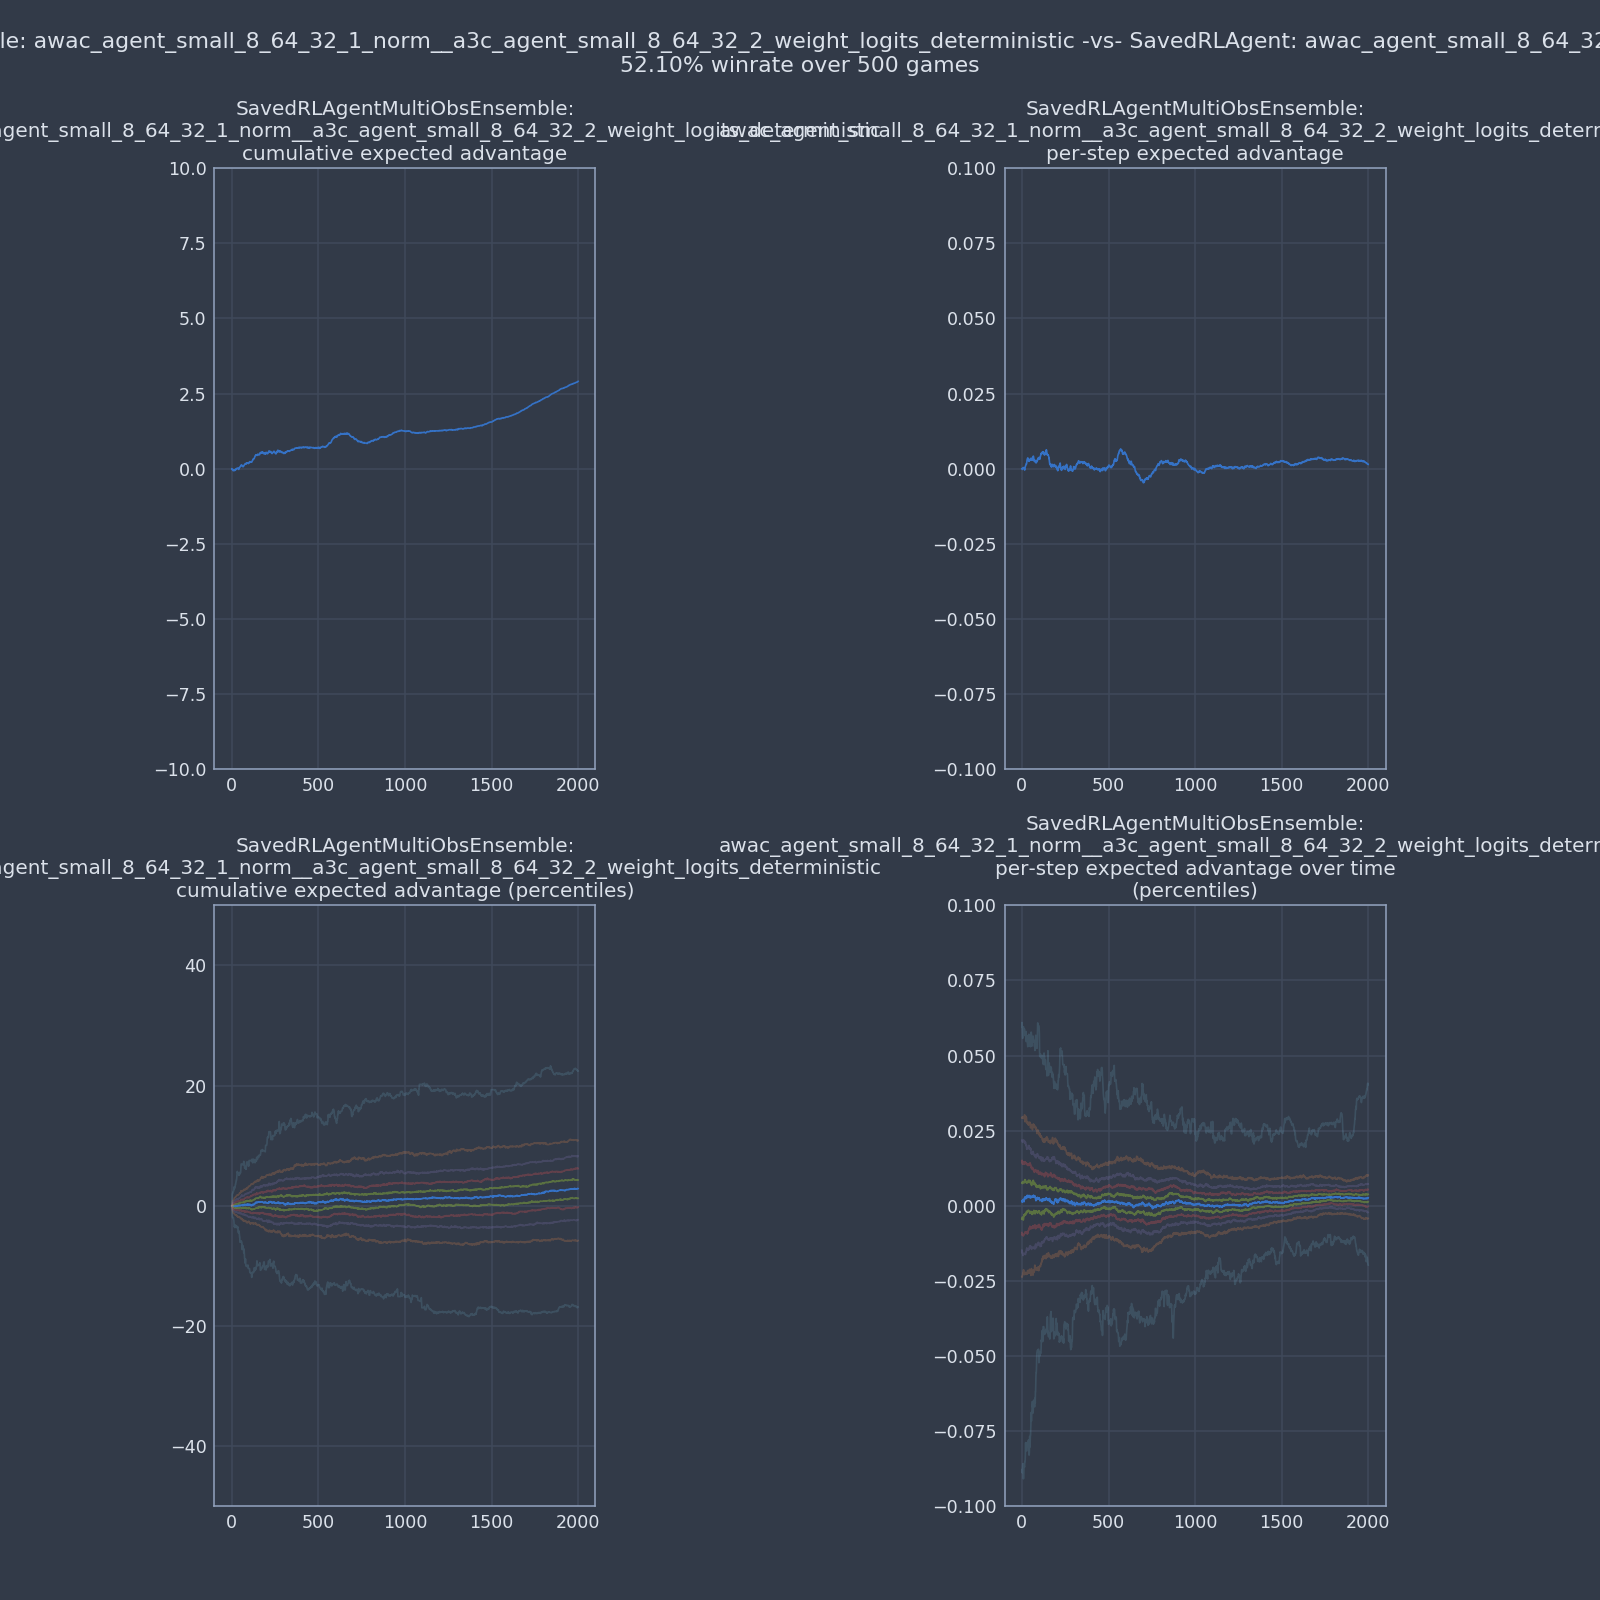 le: awac_agent_small_8_64_32_1_norm__a3c_agent_small_8_64_32_2_weight_logits_deterministic -vs- SavedRLAgent: awac_agent_small_8_64_32
52.10% winrate over 500 games
SavedRLAgentMultiObsEnsemble:
agent_small_8_64_32_1_norm__a3c_agent_small_8_64_32_2_weight_logits_deterministic
cumulative expected advantage
10.0
7.5
5.0
2.5
0.0
−2.5
−5.0
−7.5
−10.0
0 500 1000 1500 2000
SavedRLAgentMultiObsEnsemble:
awac_agent_small_8_64_32_1_norm__a3c_agent_small_8_64_32_2_weight_logits_deterr
per-step expected advantage
0.100
0.075
0.050
0.025
0.000
−0.025
−0.050
−0.075
−0.100
0 500 1000 1500 2000
SavedRLAgentMultiObsEnsemble:
agent_small_8_64_32_1_norm__a3c_agent_small_8_64_32_2_weight_logits_deterministic
cumulative expected advantage (percentiles)
40
20
0
−20
−40
0 500 1000 1500 2000
SavedRLAgentMultiObsEnsemble:
awac_agent_small_8_64_32_1_norm__a3c_agent_small_8_64_32_2_weight_logits_deterr
per-step expected advantage over time
(percentiles)
0.100
0.075
0.050
0.025
0.000
−0.025
−0.050
−0.075
−0.100
0 500 1000 1500 2000